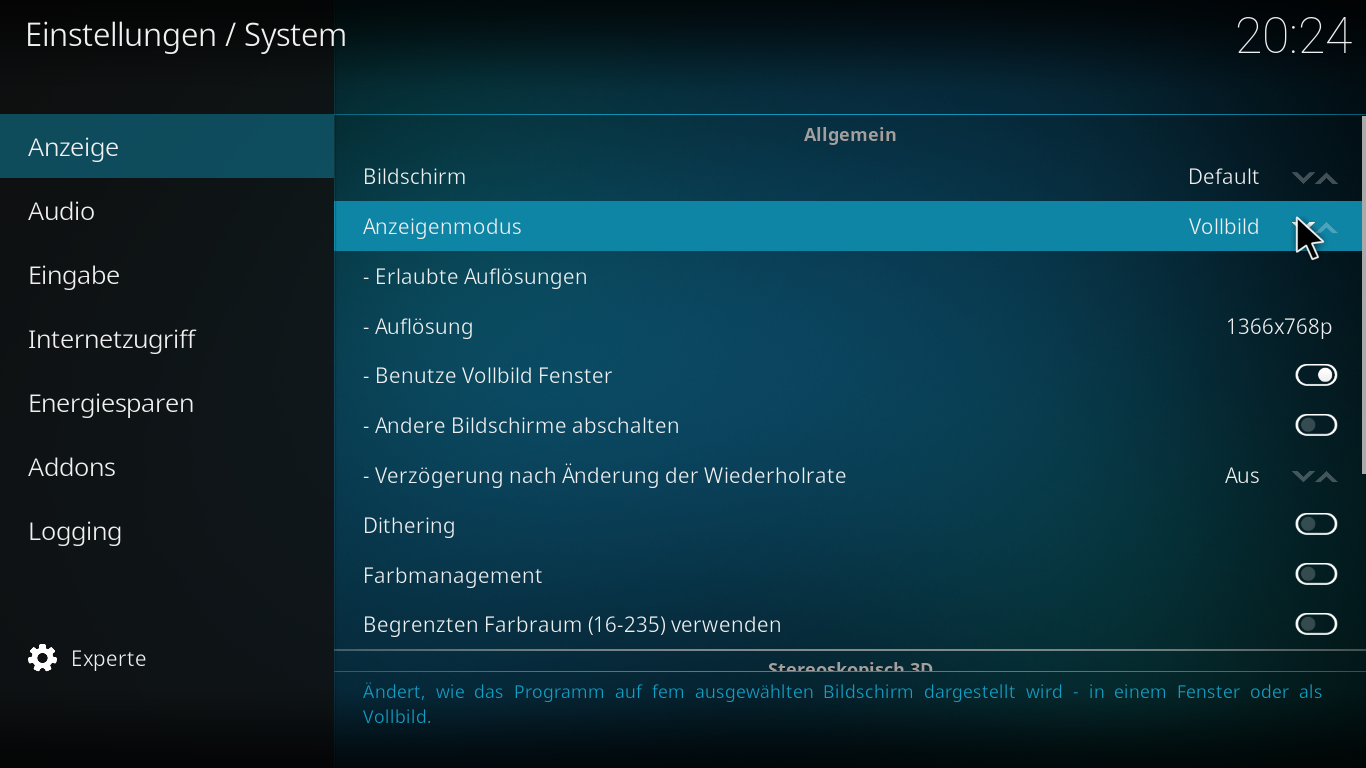 Einstellungen / System
20:24
Anzeige
Audio
Eingabe
Internetzugriff
Energiesparen
Addons
Logging
Experte
Allgemein
Bildschirm Default
Anzeigenmodus Vollbild
- Erlaubte Auflösungen
- Auflösung 1366x768p
- Benutze Vollbild Fenster
- Andere Bildschirme abschalten
- Verzögerung nach Änderung der Wiederholrate Aus
Dithering
Farbmanagement
Begrenzten Farbraum (16-235) verwenden
Stereoskopisch 3D
Ändert, wie das Programm auf fem ausgewählten Bildschirm dargestellt wird - in einem Fenster oder als
Vollbild.